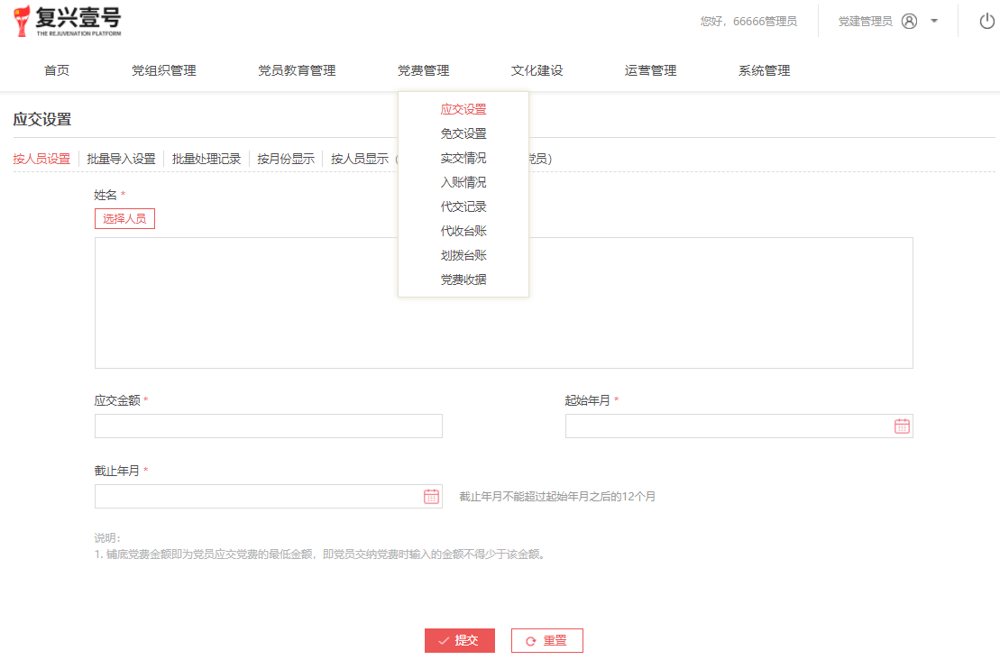 复兴壹号
THE REJUVENATION PLATFORM
您好，66666管理员
党建管理员
首页 党组织管理 党员教育管理 党费管理 文化建设 运营管理 系统管理
应交设置
应交设置
免交设置
实交情况
入账情况
代交记录
代收台账
划拨台账
党费收据
按人员设置 批量导入设置 批量处理记录 按月份显示 按人员显示（ 党员）
姓名 *
选择人员
应交金额 * 起始年月 *
截止年月 *
截止年月不能超过起始年月之后的12个月
说明：
1. 铺底党费金额即为党员应交党费的最低金额，即党员交纳党费时输入的金额不得少于该金额。
提交 重置